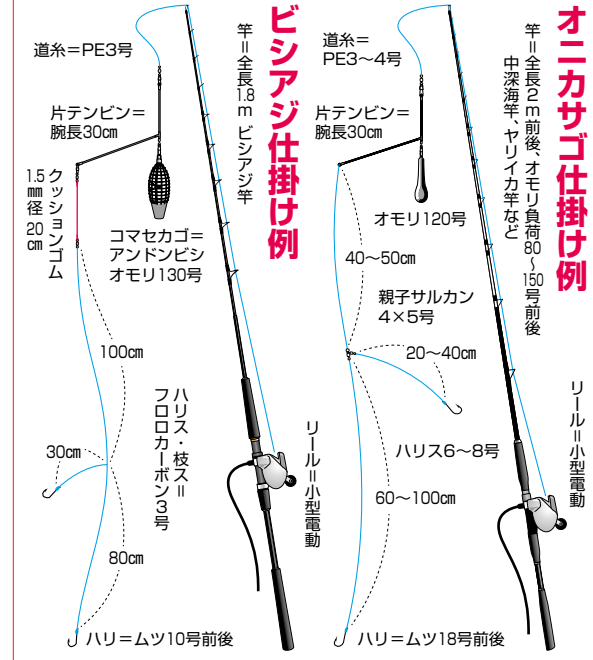 オニカサゴ仕掛け例
竿=全長2m前後、オモリ負荷80〜150号前後
中深海竿、ヤリイカ竿など
道糸=
PE3〜4号
片テンビン=
腕長30㎝
オモリ120号
40〜50㎝
親子サルカン
4×5号
20〜40㎝
ハリス6〜8号
60〜100㎝
リール=小型電動
ハリ=ムツ18号前後
ビシアジ仕掛け例
竿=全長1.8m ビシアジ竿
道糸=PE3号
片テンビン=
腕長30㎝
クッションゴム
1.5㎜径20㎝
コマセカゴ=
アンドンビシ
オモリ130号
100㎝
ハリス・枝ス=
フロロカーボン3号
30㎝
80㎝
リール=小型電動
ハリ=ムツ10号前後